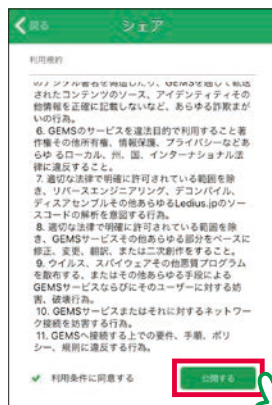 戻る
シェア
利用規約
のデジタル署名を偽造したり、GEMSを通して転送
されたコンテンツのソース、アイデンティティその
他情報を正確に記載しないなど、あらゆる詐欺まが
いの行為。
6. GEMSのサービスを違法目的で利用すること著
作権その他所有権、情報保護、プライバシーなどあ
らゆ るローカル、州、国、インターナショナル法
律に違反すること。
7. 適切な法律で明確に許可されている範囲を除
き、リバースエンジニアリング、デコンパイル、
ディスアセンブルその他あらゆるLedius.jpのソー
スコードの解析を意図する行為。
8. 適切な法律で明確に許可されている範囲を除
き、GEMSサービスその他あらゆる部分をベースに
修正、変更、翻訳、または二次創作をすること。
9. ウイルス、スパイウェアその他悪質プログラム
を散布する、またはその他あらゆる手段による
GEMSサービスならびにそのユーザーに対する妨
害、破壊行為。
10. GEMSサービスまたはそれに対するネットワー
ク接続を妨害する行為。
11. GEMSへ接続する上での要件、手順、ポリ
シー、規則に違反する行為。
利用条件に同意する
公開する